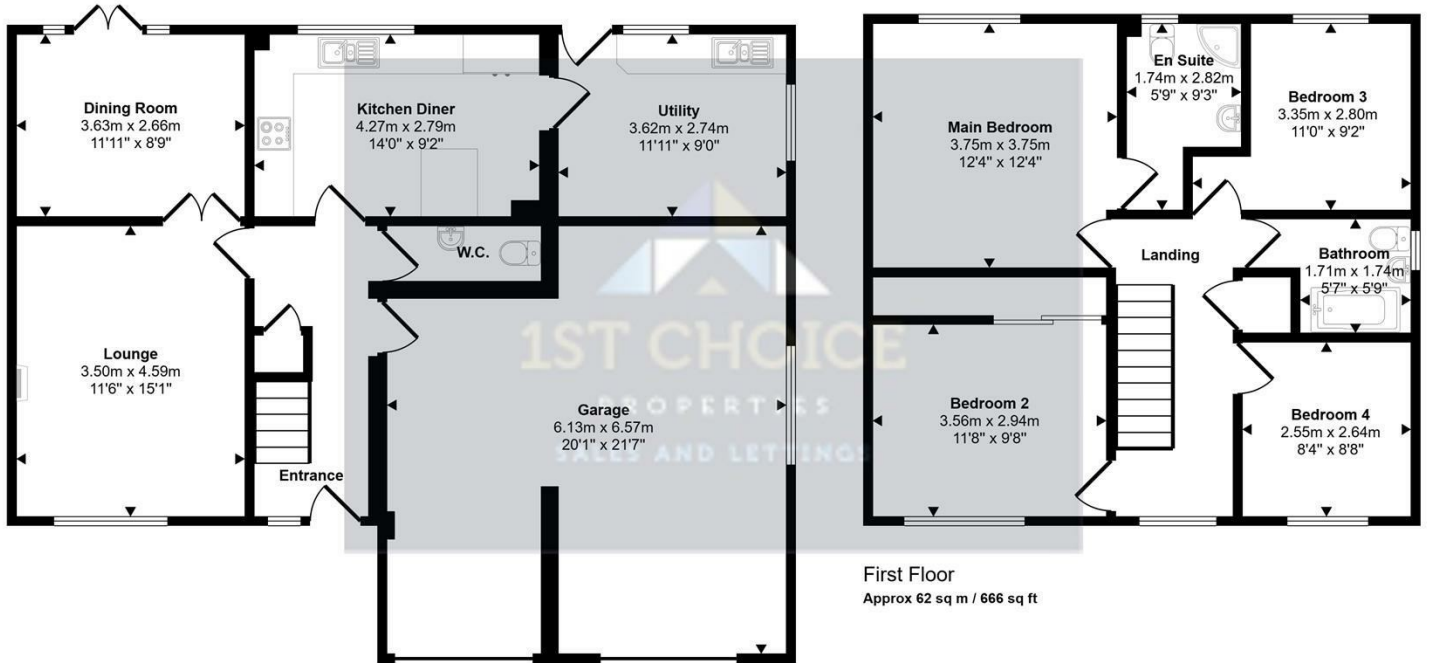 Dining Room
3.63m x 2.66m
11'11" x 8'9"
Kitchen Diner
4.27m x 2.79m
14'0" x 9'2"
Utility
3.62m x 2.74m
11'11" x 9'0"
W.C.
Lounge
3.50m x 4.59m
11'6" x 15'1"
Entrance
Garage
6.13m x 6.57m
20'1" x 21'7"
1ST CHOICE
PROPERTIES
SALES AND LETTINGS
Main Bedroom
3.75m x 3.75m
12'4" x 12'4"
En Suite
1.74m x 2.82m
5'9" x 9'3"
Bedroom 3
3.35m x 2.80m
11'0" x 9'2"
Landing
Bathroom
1.71m x 1.74m
5'7" x 5'9"
Bedroom 2
3.56m x 2.94m
11'8" x 9'8"
Bedroom 4
2.55m x 2.64m
8'4" x 8'8"
First Floor
Approx 62 sq m / 666 sq ft